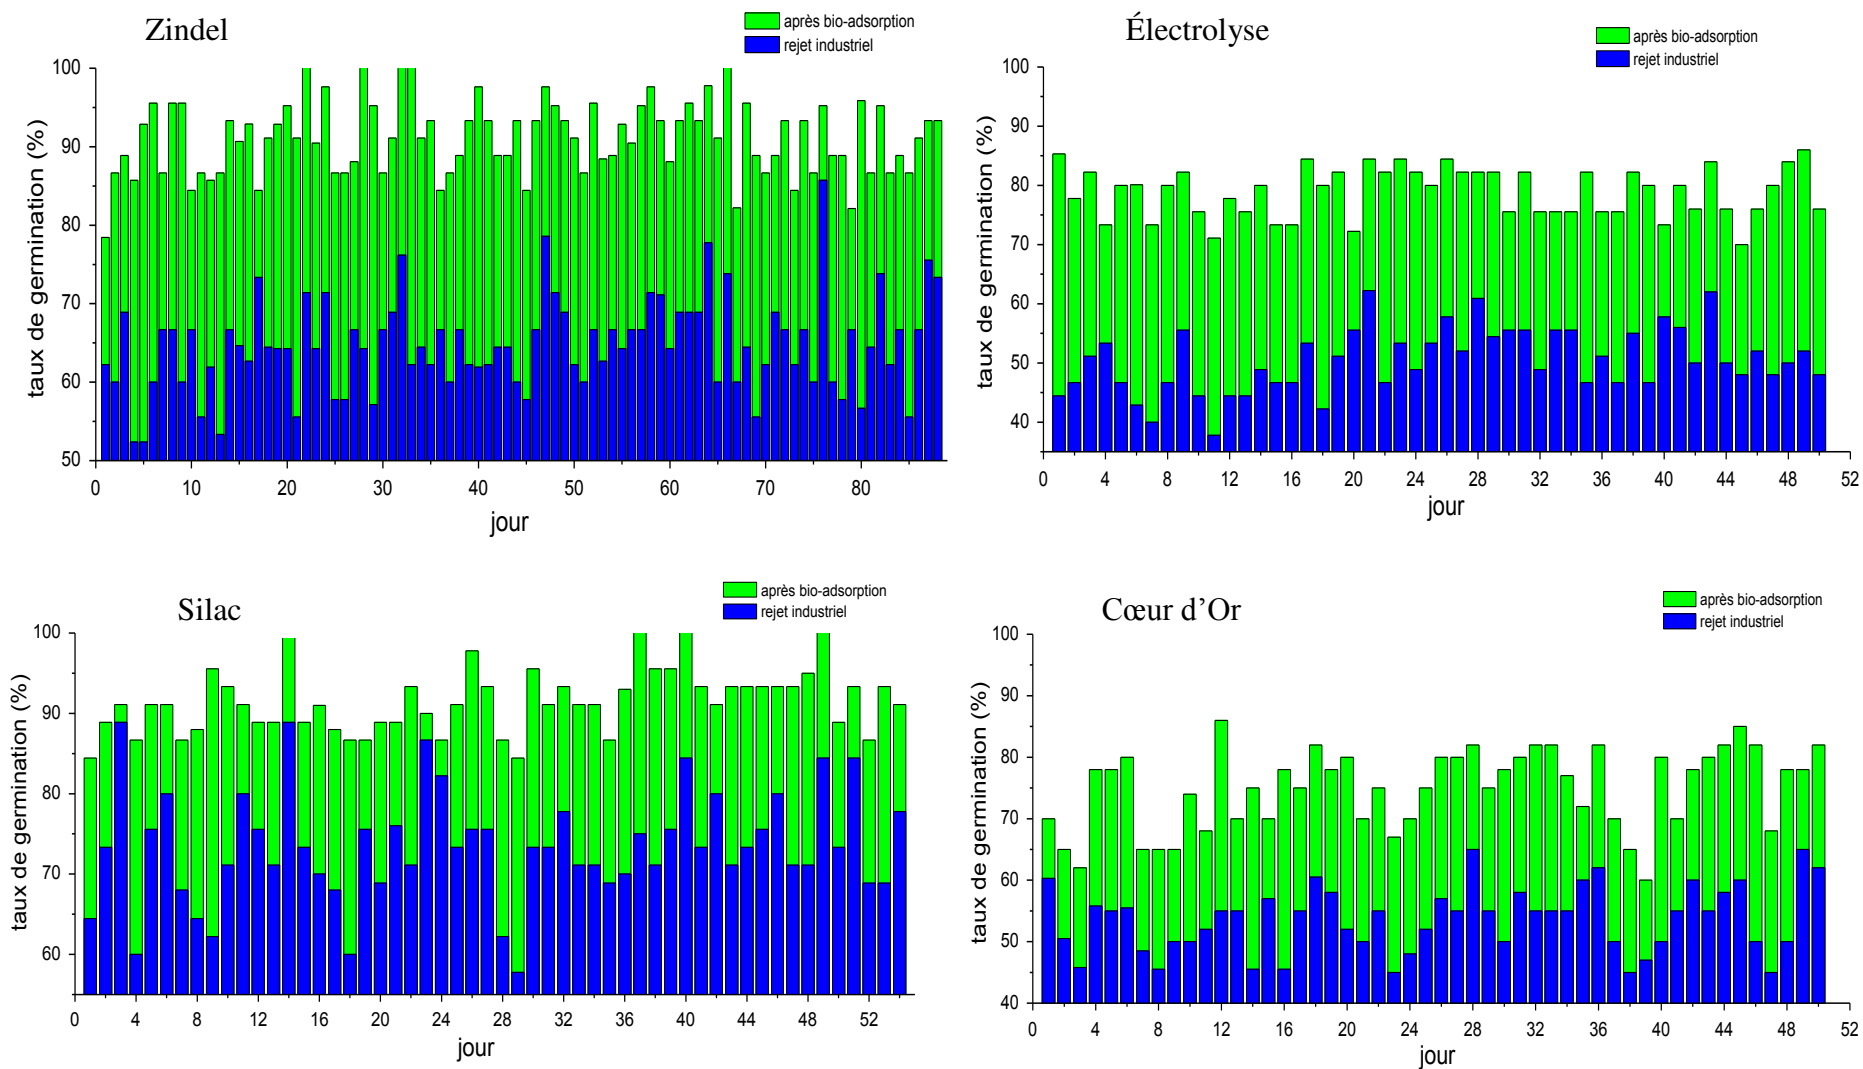 Zindel
après bio-adsorption
rejet industriel
taux de germination (%)
100
90
80
70
60
50
0 10 20 30 40 50 60 70 80
jour
Électrolyse
après bio-adsorption
rejet industriel
taux de germination (%)
100
90
80
70
60
50
40
0 4 8 12 16 20 24 28 32 36 40 44 48 52
jour
Silac
après bio-adsorption
rejet industriel
taux de germination (%)
100
90
80
70
60
0 4 8 12 16 20 24 28 32 36 40 44 48 52
jour
Cœur d’Or
après bio-adsorption
rejet industriel
taux de germination (%)
100
90
80
70
60
50
40
0 4 8 12 16 20 24 28 32 36 40 44 48 52
jour